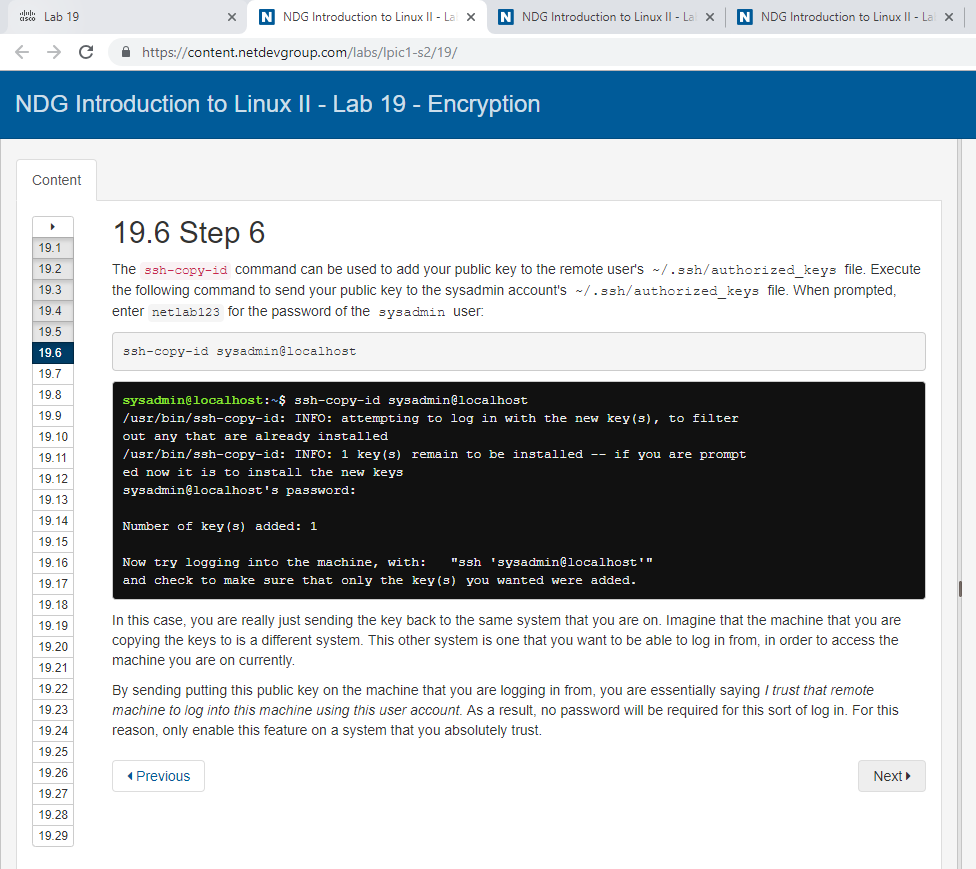 Lab 19
NDG Introduction to Linux II - La
NDG Introduction to Linux II - La
NDG Introduction to Linux II - La
https://content.netdevgroup.com/labs/lpic1-s2/19/
NDG Introduction to Linux II - Lab 19 - Encryption
Content
19.1
19.2
19.3
19.4
19.5
19.6
19.7
19.8
19.9
19.10
19.11
19.12
19.13
19.14
19.15
19.16
19.17
19.18
19.19
19.20
19.21
19.22
19.23
19.24
19.25
19.26
19.27
19.28
19.29
19.6 Step 6
The ssh-copy-id command can be used to add your public key to the remote user's ~/.ssh/authorized_keys file. Execute
the following command to send your public key to the sysadmin account's ~/.ssh/authorized_keys file. When prompted,
enter netlab123 for the password of the sysadmin user:
ssh-copy-id sysadmin@localhost
sysadmin@localhost:~$ ssh-copy-id sysadmin@localhost
/usr/bin/ssh-copy-id: INFO: attempting to log in with the new key(s), to filter
out any that are already installed
/usr/bin/ssh-copy-id: INFO: 1 key(s) remain to be installed -- if you are prompt
ed now it is to install the new keys
sysadmin@localhost's password:
Number of key(s) added: 1
Now try logging into the machine, with:   "ssh 'sysadmin@localhost'"
and check to make sure that only the key(s) you wanted were added.
In this case, you are really just sending the key back to the same system that you are on. Imagine that the machine that you are
copying the keys to is a different system. This other system is one that you want to be able to log in from, in order to access the
machine you are on currently.
By sending putting this public key on the machine that you are logging in from, you are essentially saying I trust that remote
machine to log into this machine using this user account. As a result, no password will be required for this sort of log in. For this
reason, only enable this feature on a system that you absolutely trust.
Previous
Next